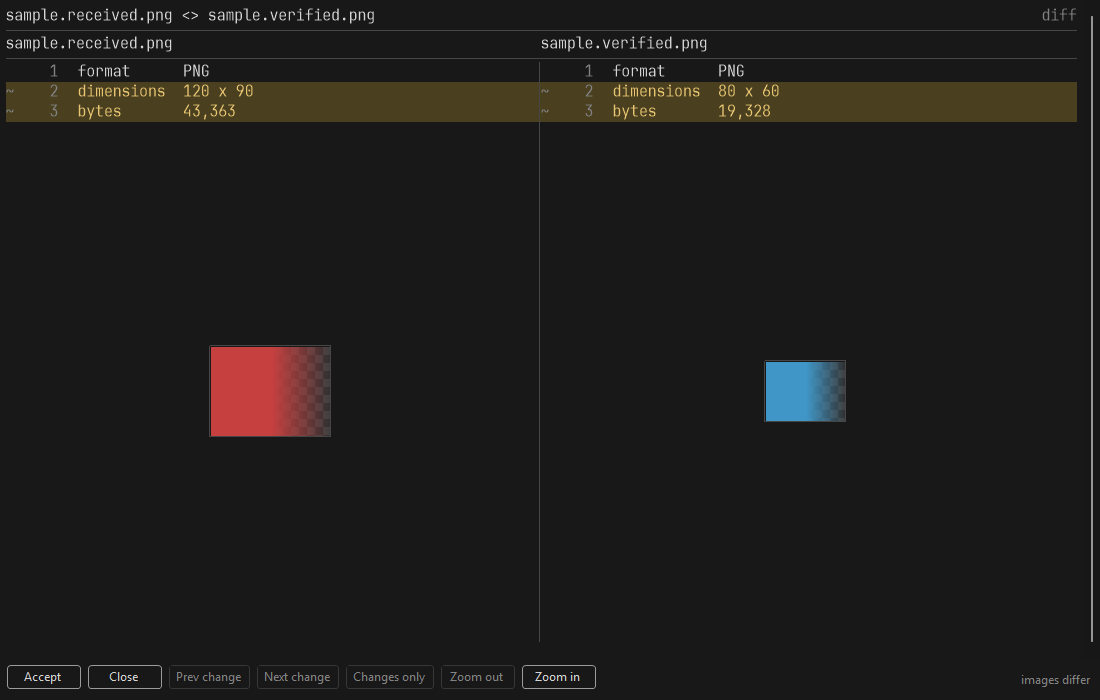 sample.received.png <> sample.verified.png diff
sample.received.png sample.verified.png
1 format PNG 1 format PNG
~ 2 dimensions 120 x 90 ~ 2 dimensions 80 x 60
~ 3 bytes 43,363 ~ 3 bytes 19,328
Accept Close Prev change Next change Changes only Zoom out Zoom in images differ